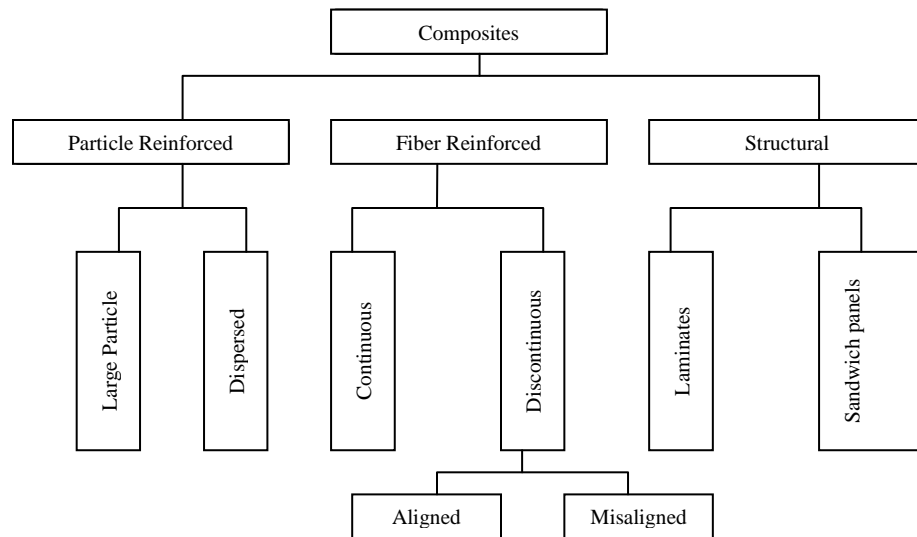 Composites
Particle Reinforced
Fiber Reinforced
Structural
Large Particle
Dispersed
Continuous
Discontinuous
Laminates
Sandwich panels
Aligned
Misaligned